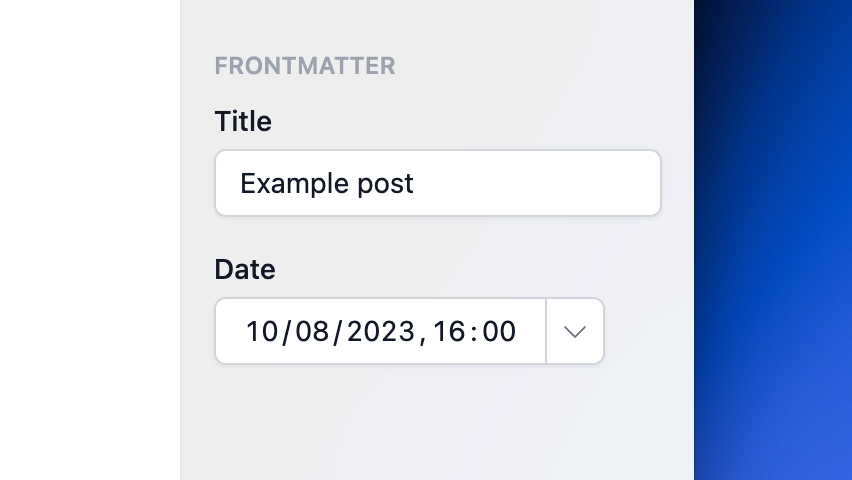 FRONTMATTER
Title
Example post
Date
10/08/2023, 16:00